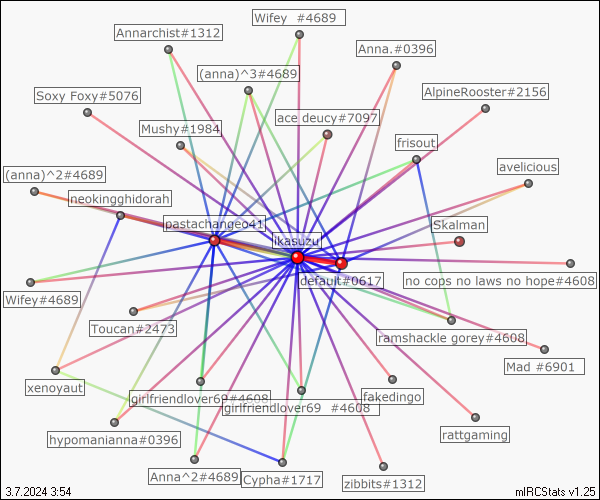 Wifey  #4689
Annarchist#1312
Anna.#0396
(anna)^3#4689
Soxy Foxy#5076
AlpineRooster#2156
ace deucy#7097
Mushy#1984
frisout
avelicious
(anna)^2#4689
neokingghidorah
pastachangeo41
Skalman
ikasuzu
no cops no laws no hope#4608
default#0617
Wifey#4689
Toucan#2473
ramshackle gorey#4608
Mad #6901
xenoyaut
girlfriendlover69#4608
fakedingo
girlfriendlover69  #4608
hypomanianna#0396
rattgaming
Anna^2#4689
Cypha#1717
zibbits#1312
3.7.2024 3:54
mIRCStats v1.25